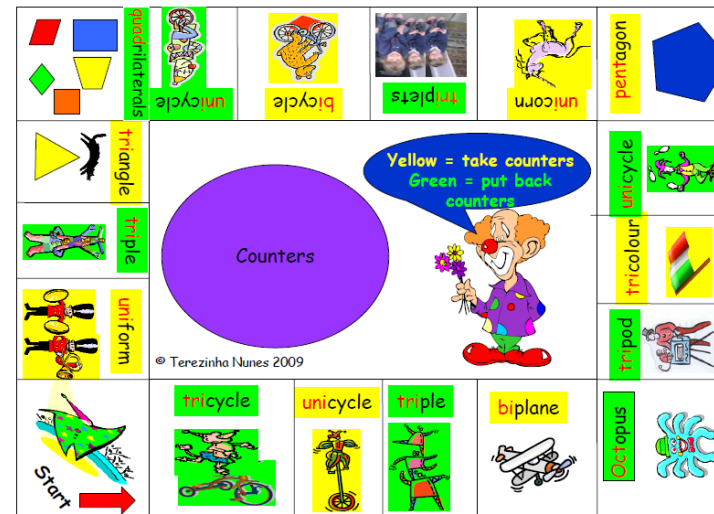 quadrilaterals
unicycle
bicycle
triplets
unicorn
pentagon
triangle
triple
uniform
Yellow = take counters
Green = put back
counters
Counters
© Terezinha Nunes 2009
unicycle
tricolour
tripod
Octopus
Start
tricycle
unicycle
triple
biplane